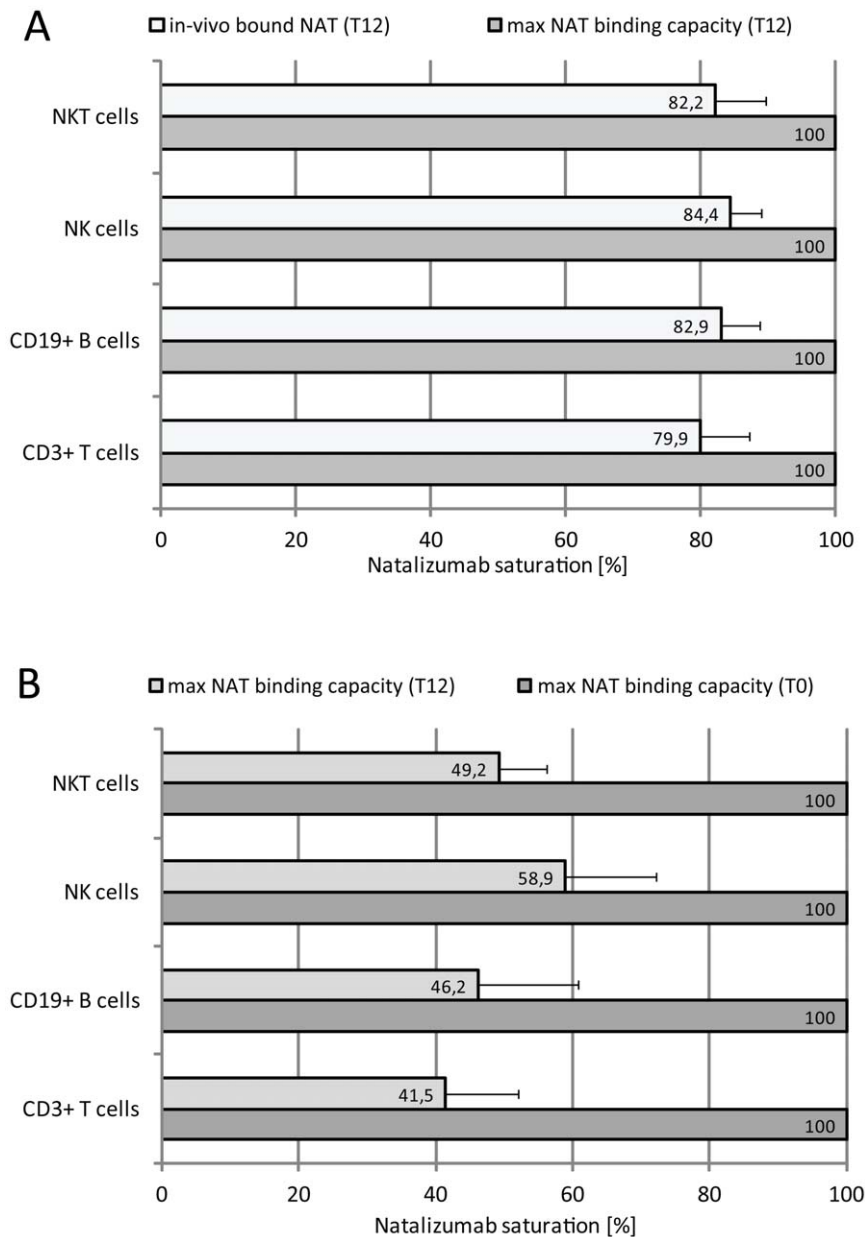 A
in-vivo bound NAT (T12) max NAT binding capacity (T12)
NKT cells
82,2
100
NK cells
84,4
100
CD19+ B cells
82,9
100
CD3+ T cells
79,9
100
0 20 40 60 80 100
Natalizumab saturation [%]
B
max NAT binding capacity (T12) max NAT binding capacity (T0)
NKT cells
49,2
100
NK cells
58,9
100
CD19+ B cells
46,2
100
CD3+ T cells
41,5
100
0 20 40 60 80 100
Natalizumab saturation [%]